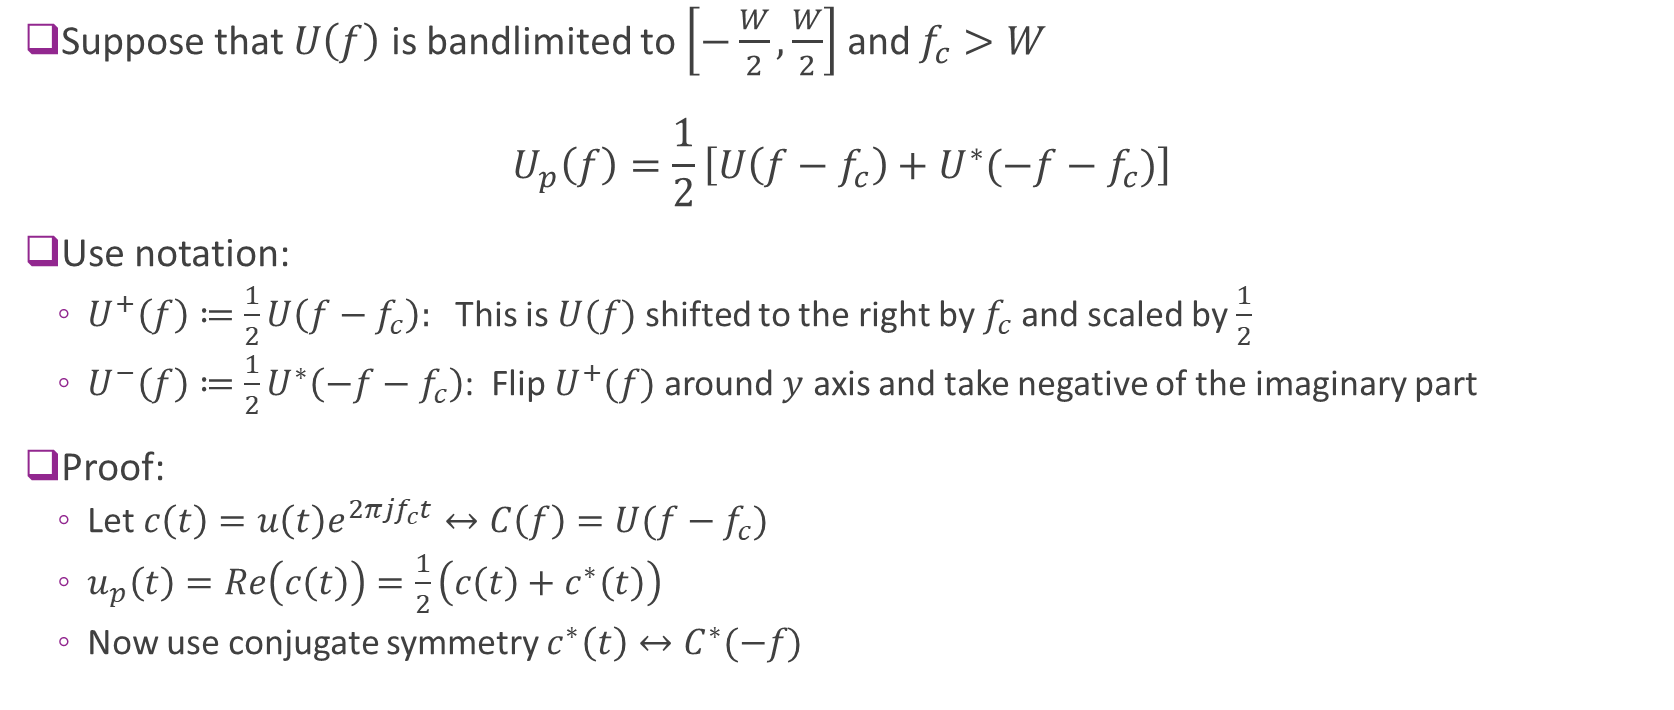 ❑Suppose that U(f) is bandlimited to [−W/2, W/2] and f_c > W
U_p(f) = 1/2 [U(f − f_c) + U*(−f − f_c)]
❑Use notation:
◦ U⁺(f) ≔ 1/2 U(f − f_c): This is U(f) shifted to the right by f_c and scaled by 1/2
◦ U⁻(f) ≔ 1/2 U*(−f − f_c): Flip U⁺(f) around y axis and take negative of the imaginary part
❑Proof:
◦ Let c(t) = u(t)e^{2πjf_ct} ↔ C(f) = U(f − f_c)
◦ u_p(t) = Re(c(t)) = 1/2 (c(t) + c*(t))
◦ Now use conjugate symmetry c*(t) ↔ C*(−f)